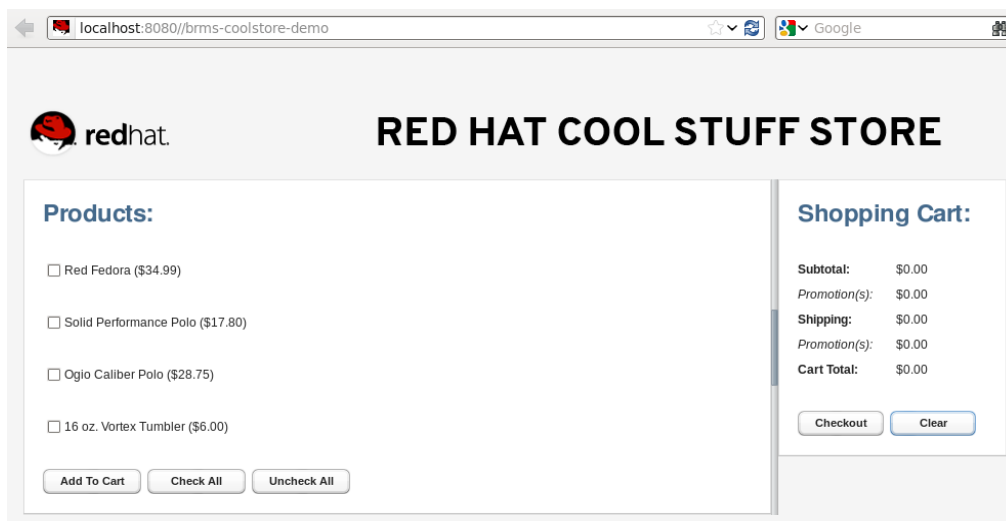 localhost:8080//brms-coolstore-demo
Google
redhat.
RED HAT COOL STUFF STORE
Products:
Red Fedora ($34.99)
Solid Performance Polo ($17.80)
Ogio Caliber Polo ($28.75)
16 oz. Vortex Tumbler ($6.00)
Add To Cart Check All Uncheck All
Shopping Cart:
Subtotal: $0.00
Promotion(s): $0.00
Shipping: $0.00
Promotion(s): $0.00
Cart Total: $0.00
Checkout Clear